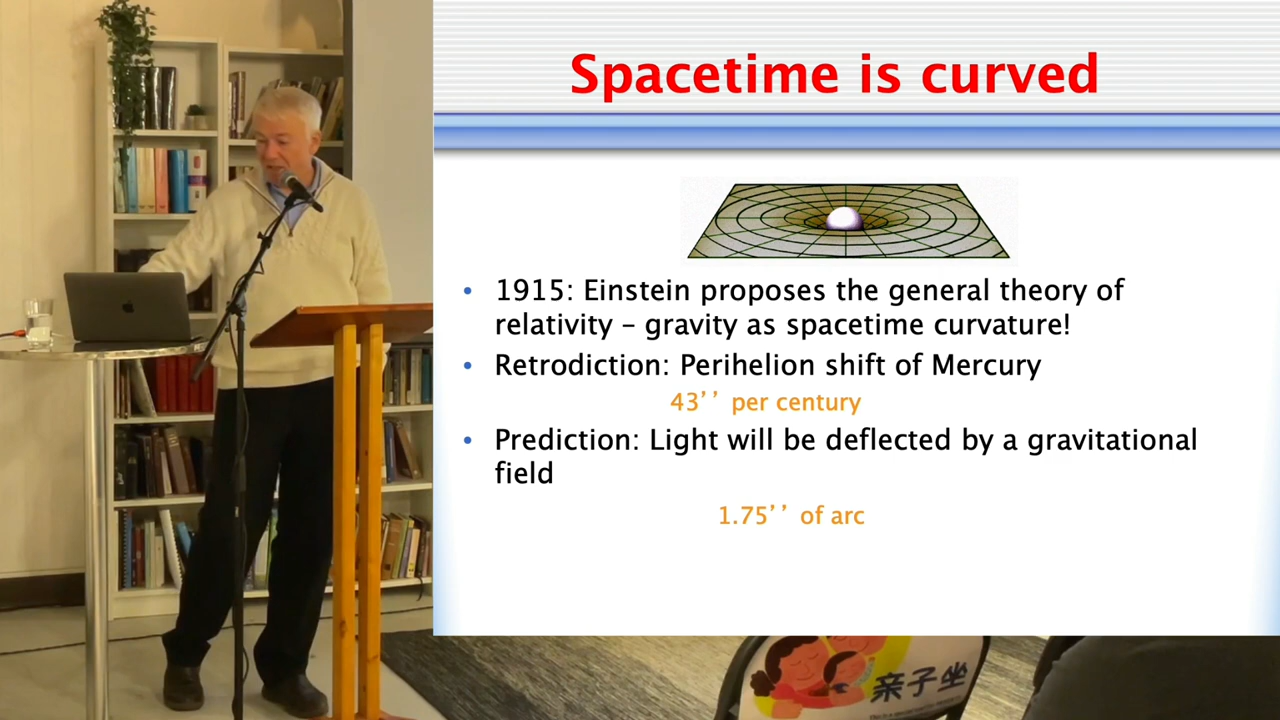 Spacetime is curved
• 1915: Einstein proposes the general theory of
relativity – gravity as spacetime curvature!
• Retrodiction: Perihelion shift of Mercury
43’’ per century
• Prediction: Light will be deflected by a gravitational
field
1.75’’ of arc
亲子坐